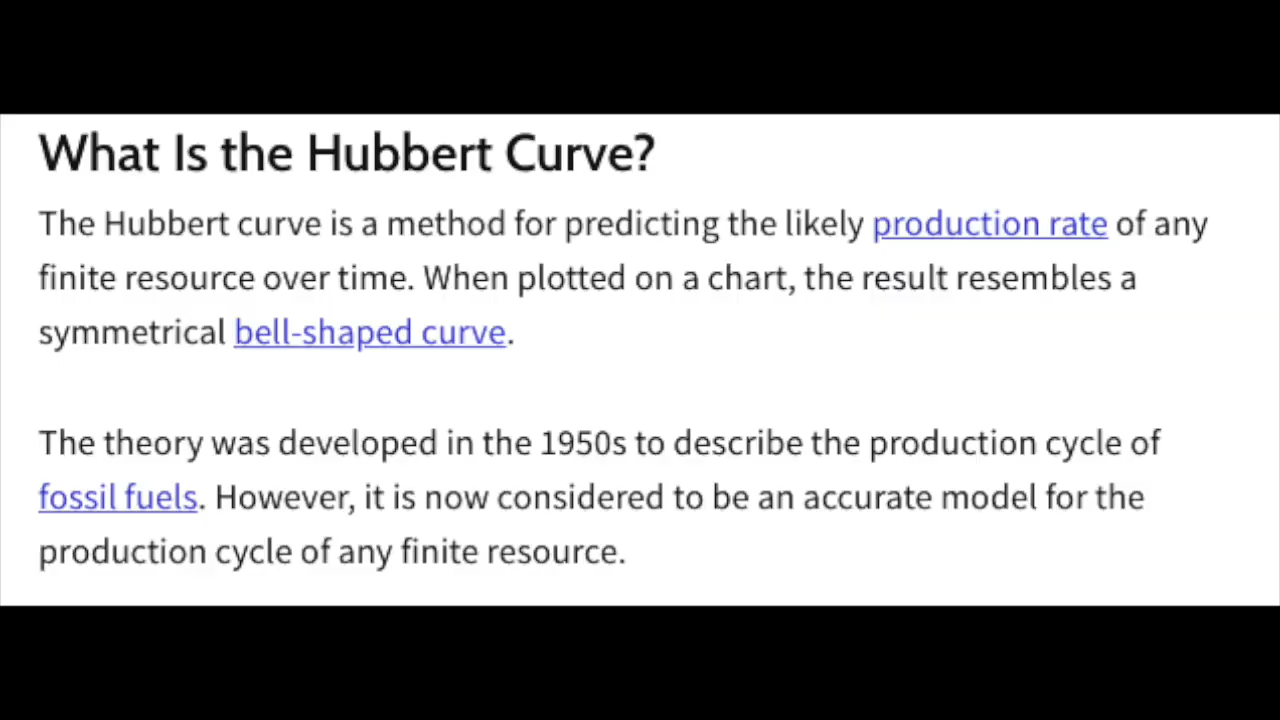 What Is the Hubbert Curve?
The Hubbert curve is a method for predicting the likely production rate of any
finite resource over time. When plotted on a chart, the result resembles a
symmetrical bell-shaped curve.
The theory was developed in the 1950s to describe the production cycle of
fossil fuels. However, it is now considered to be an accurate model for the
production cycle of any finite resource.